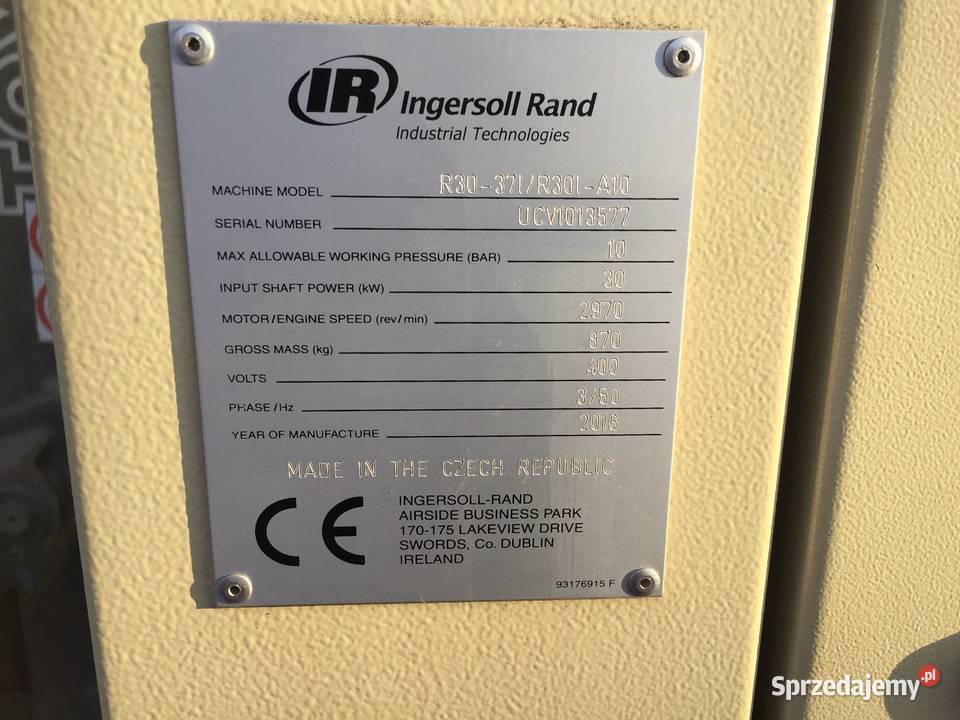 IR Ingersoll Rand
Industrial Technologies
MACHINE MODEL R30-37I/R30I-A10
SERIAL NUMBER UCV1013577
MAX ALLOWABLE WORKING PRESSURE (BAR) 10
INPUT SHAFT POWER (kW) 30
MOTOR/ENGINE SPEED (rev/min) 2970
GROSS MASS (kg) 870
VOLTS 400
PHASE/Hz 3/50
YEAR OF MANUFACTURE 2016
MADE IN THE CZECH REPUBLIC
CE
INGERSOLL-RAND
AIRSIDE BUSINESS PARK
170-175 LAKEVIEW DRIVE
SWORDS, Co. DUBLIN
IRELAND
93176915 F
Sprzedajemy.pl